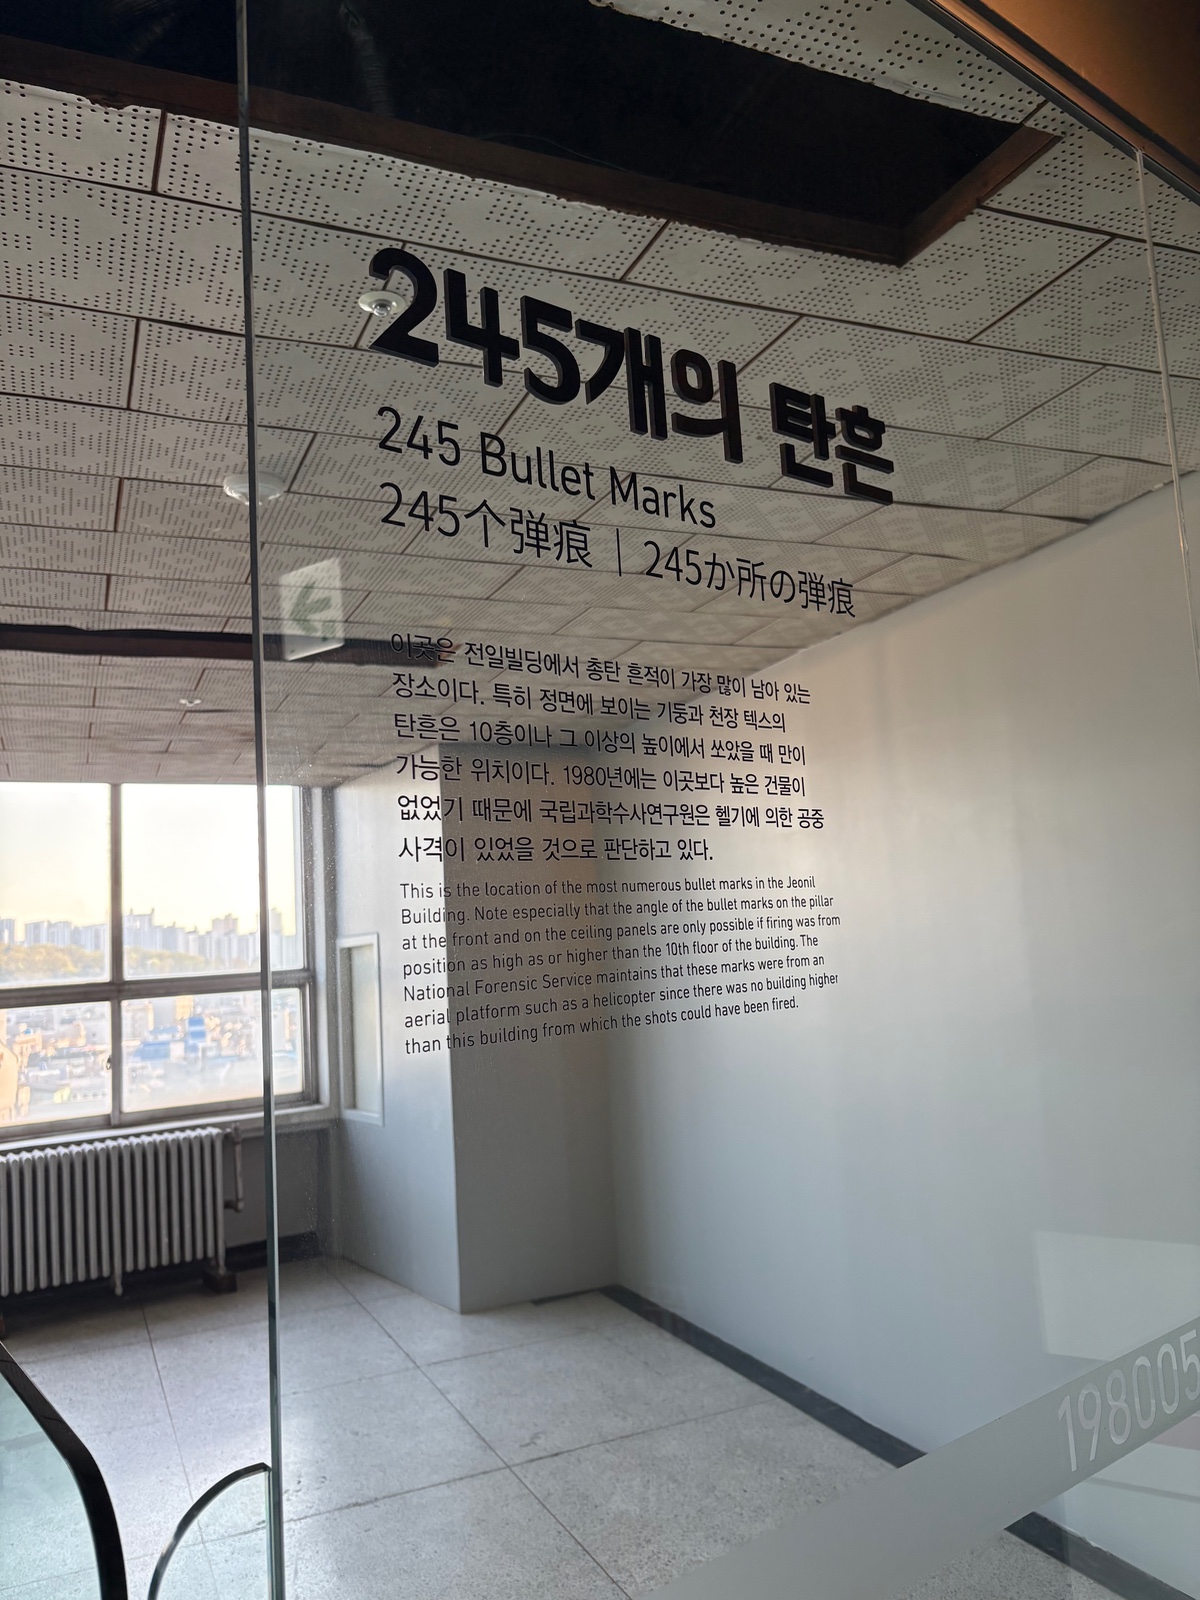 245개의 탄흔
245 Bullet Marks
245个弹痕 | 245か所の弾痕
이곳은 전일빌딩에서 총탄 흔적이 가장 많이 남아 있는
장소이다. 특히 정면에 보이는 기둥과 천장 텍스의
탄흔은 10층이나 그 이상의 높이에서 쏘았을 때 만이
가능한 위치이다. 1980년에는 이곳보다 높은 건물이
없었기 때문에 국립과학수사연구원은 헬기에 의한 공중
사격이 있었을 것으로 판단하고 있다.
This is the location of the most numerous bullet marks in the Jeonil
Building. Note especially that the angle of the bullet marks on the pillar
at the front and on the ceiling panels are only possible if firing was from
position as high as or higher than the 10th floor of the building. The
National Forensic Service maintains that these marks were from an
aerial platform such as a helicopter since there was no building higher
than this building from which the shots could have been fired.
198005